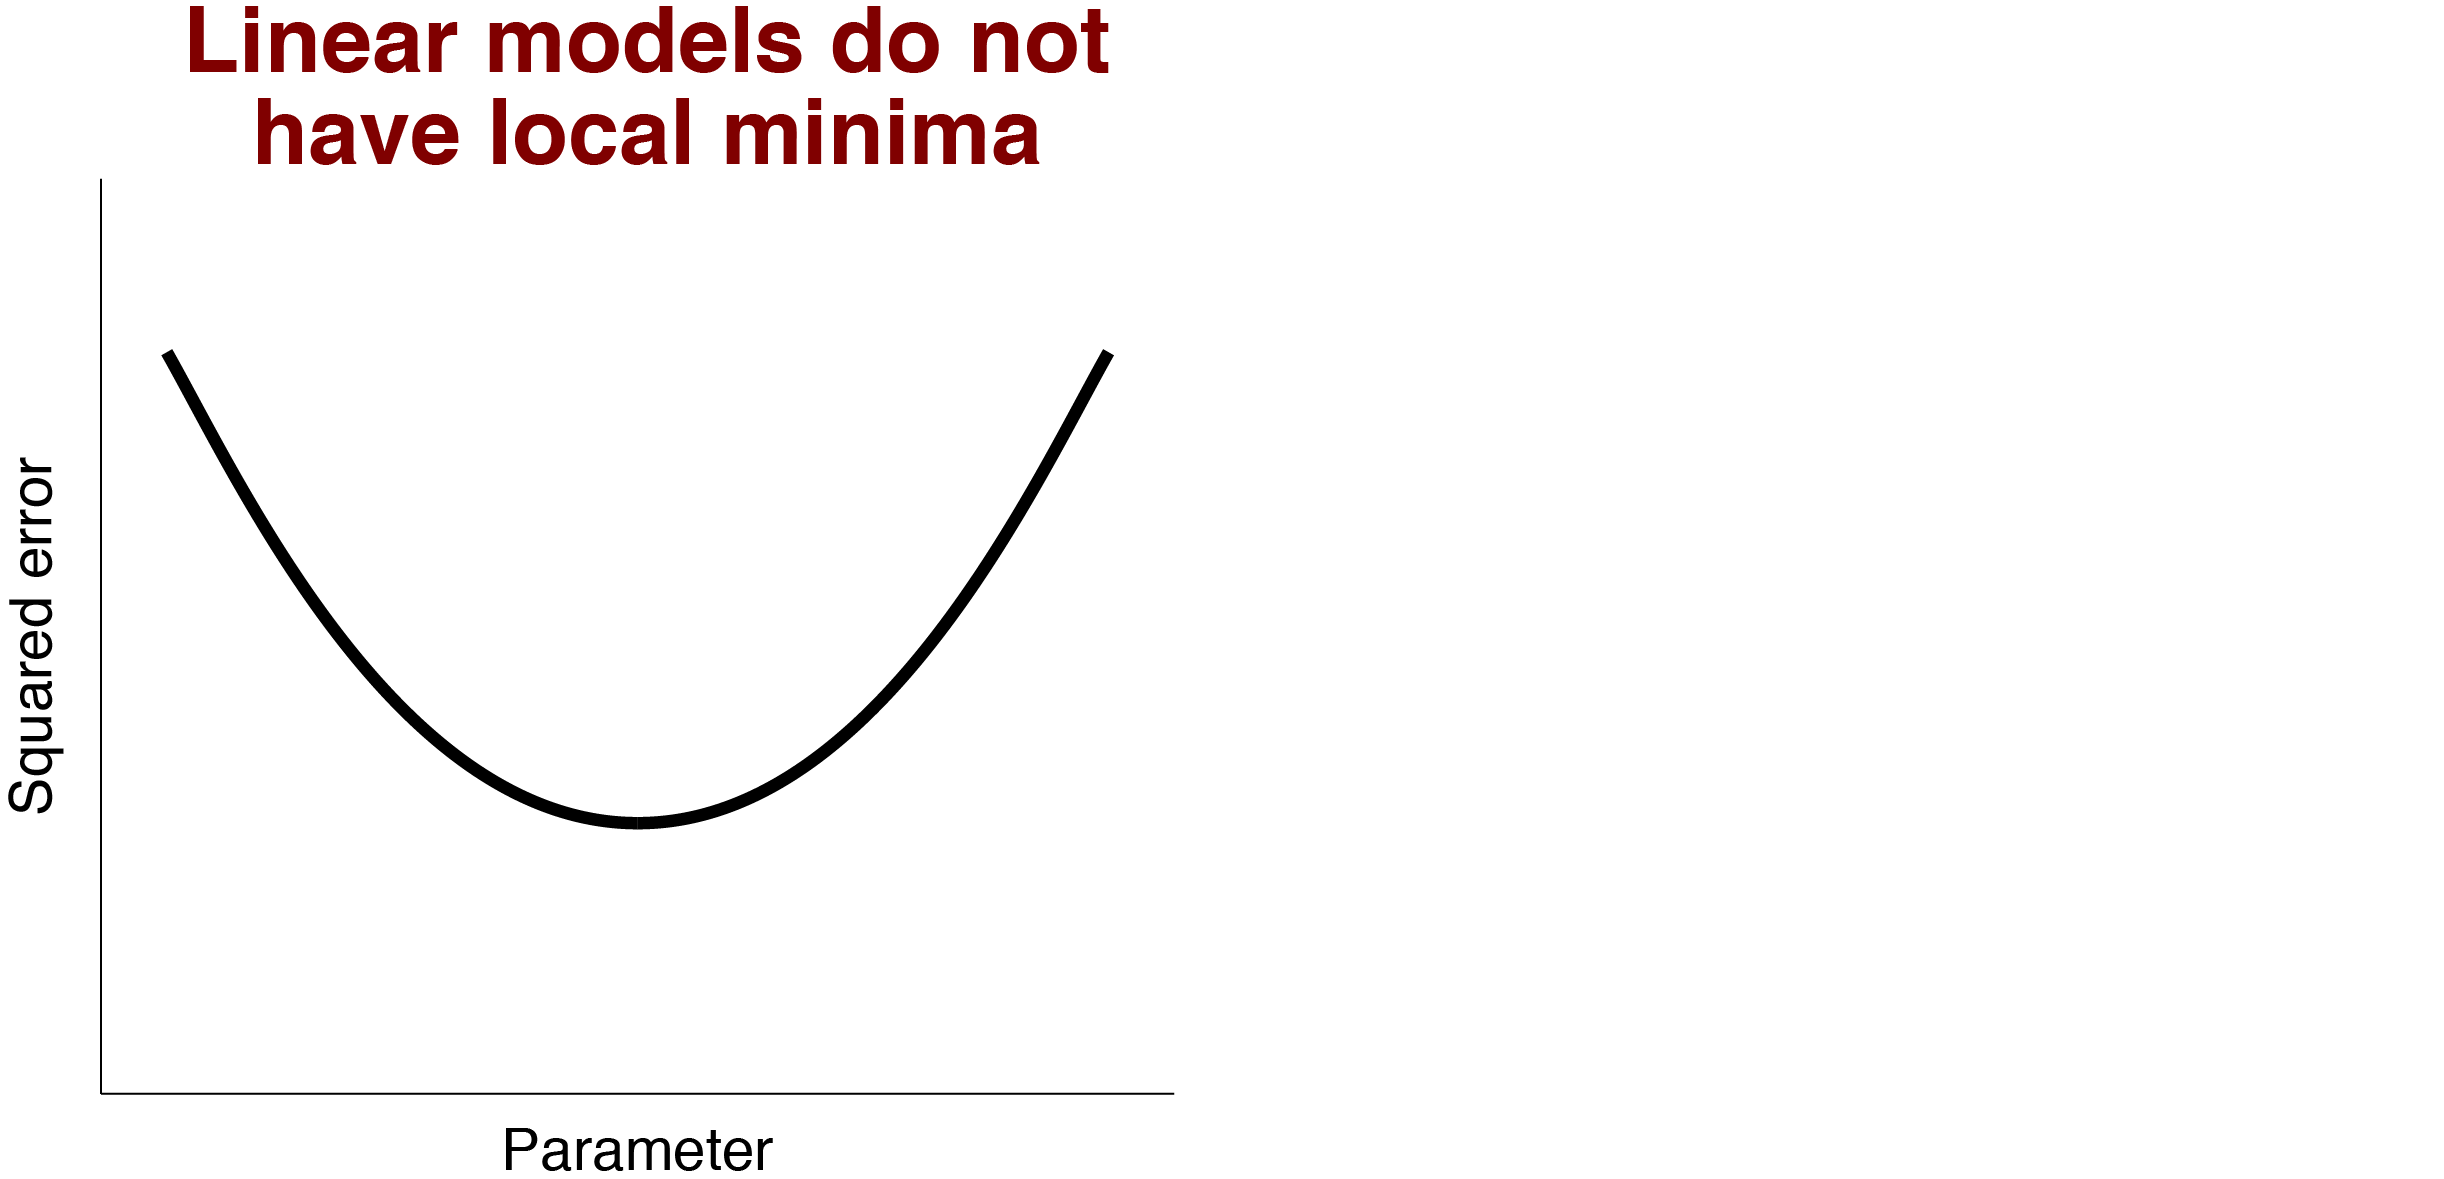 Linear models do not
have local minima
Squared error
Parameter